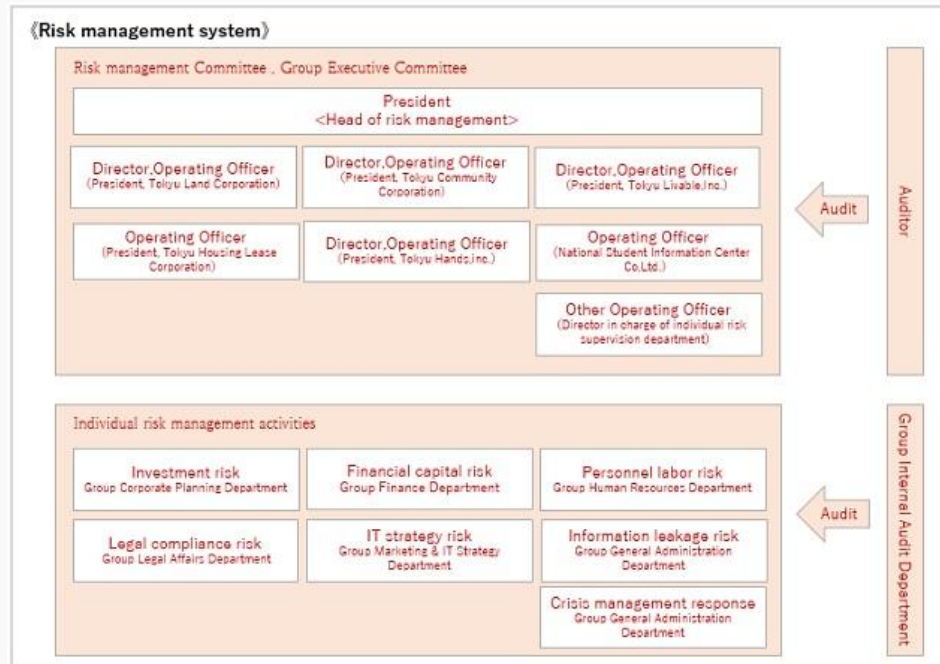 《Risk management system》
Risk management Committee , Group Executive Committee
President
<Head of risk management>
Director,Operating Officer
(President, Tokyu Land Corporation)
Director,Operating Officer
(President, Tokyu Community
Corporation)
Director,Operating Officer
(President, Tokyu Livable,Inc.)
Operating Officer
(President, Tokyu Housing Lease
Corporation)
Director,Operating Officer
(President, Tokyu Hands,inc.)
Operating Officer
(National Student Information Center
Co,Ltd.)
Other Operating Officer
(Director in charge of individual risk
supervision department)
Audit
Auditor
Individual risk management activities
Investment risk
Group Corporate Planning Department
Financial capital risk
Group Finance Department
Personnel labor risk
Group Human Resources Department
Legal compliance risk
Group Legal Affairs Department
IT strategy risk
Group Marketing & IT Strategy
Department
Information leakage risk
Group General Administration
Department
Crisis management response
Group General Administration
Department
Audit
Group Internal Audit Department